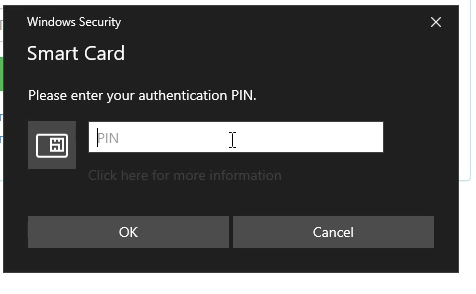 Windows Security
Smart Card
Please enter your authentication PIN.
PIN
Click here for more information
OK
Cancel